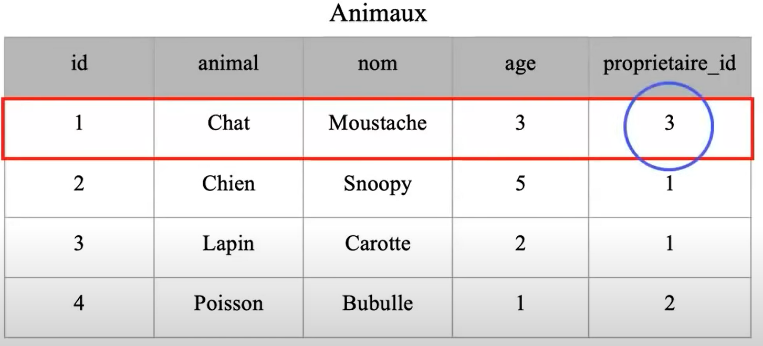 Animaux
id animal nom age proprietaire_id
1 Chat Moustache 3 3
2 Chien Snoopy 5 1
3 Lapin Carotte 2 1
4 Poisson Bubulle 1 2